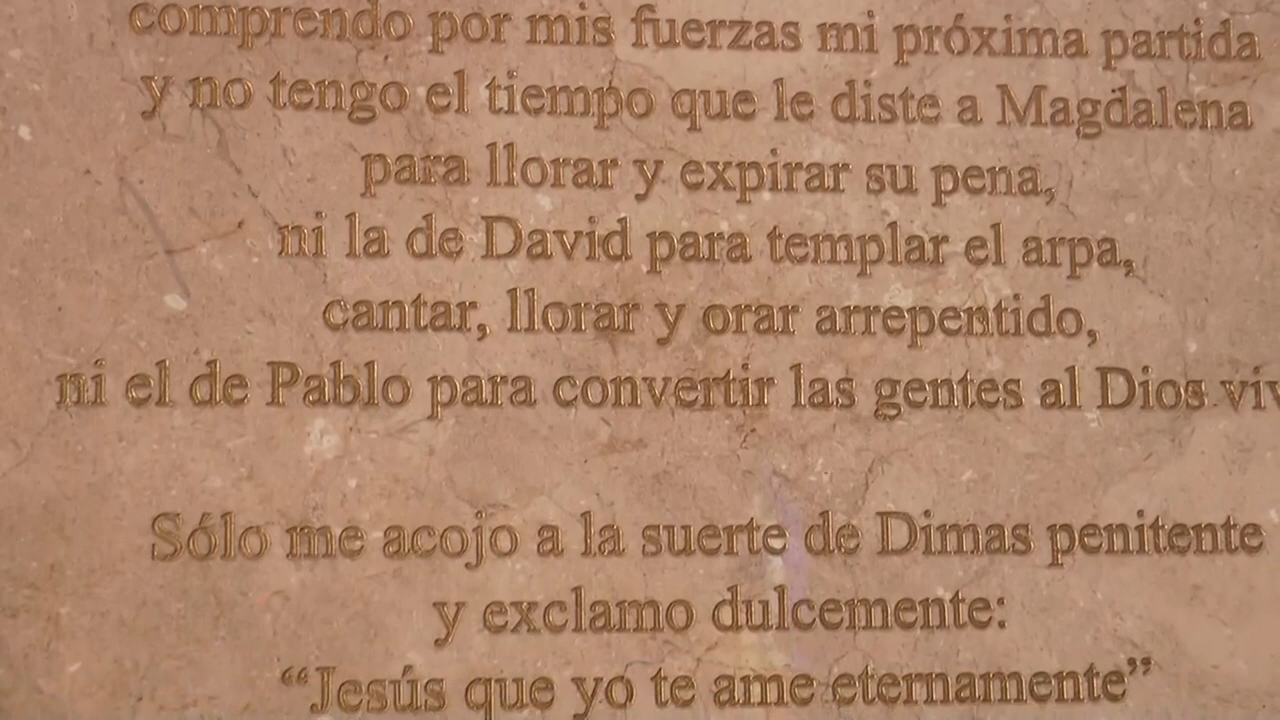 comprendo por mis fuerzas mi próxima partida
y no tengo el tiempo que le diste a Magdalena
para llorar y expirar su pena,
ni la de David para templar el arpa,
cantar, llorar y orar arrepentido,
ni el de Pablo para convertir las gentes al Dios
Sólo me acojo a la suerte de Dimas penitente
y exclamo dulcemente:
“Jesús que yo te ame eternamente”